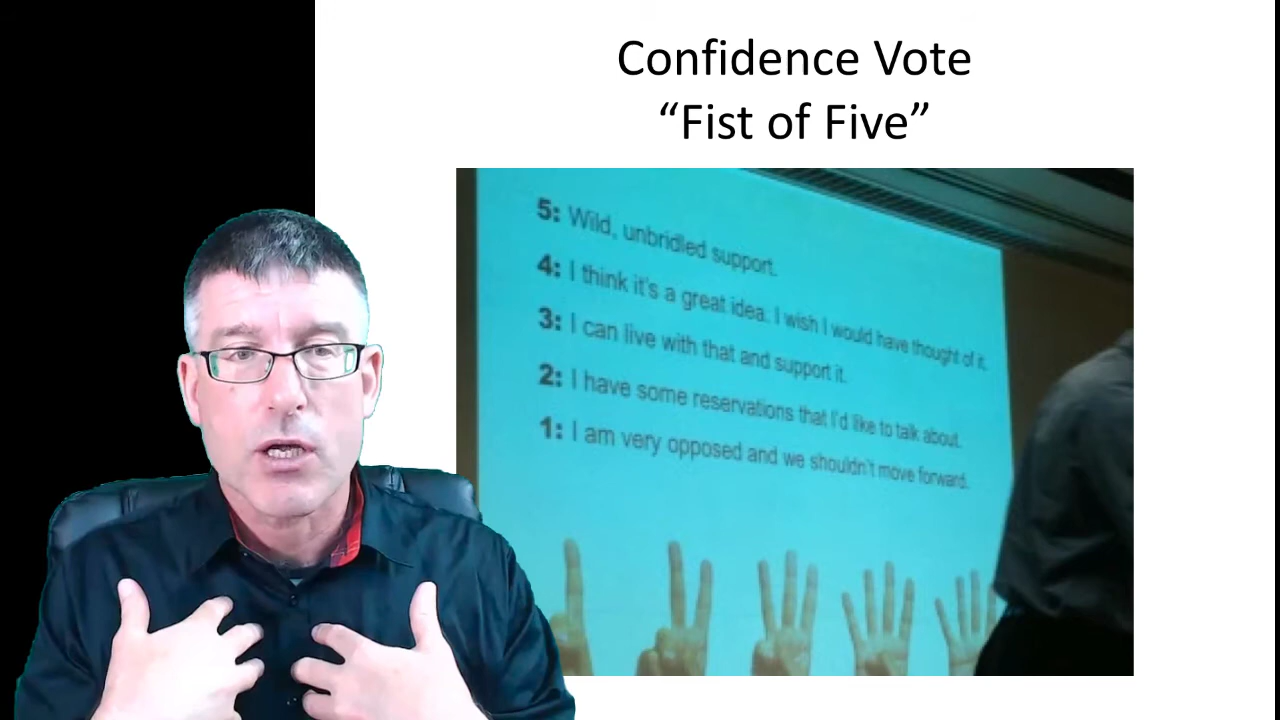 Confidence Vote
“Fist of Five”
5: Wild, unbridled support.
4: I think it's a great idea. I wish I would have thought of it.
3: I can live with that and support it.
2: I have some reservations that I'd like to talk about.
1: I am very opposed and we shouldn't move forward.